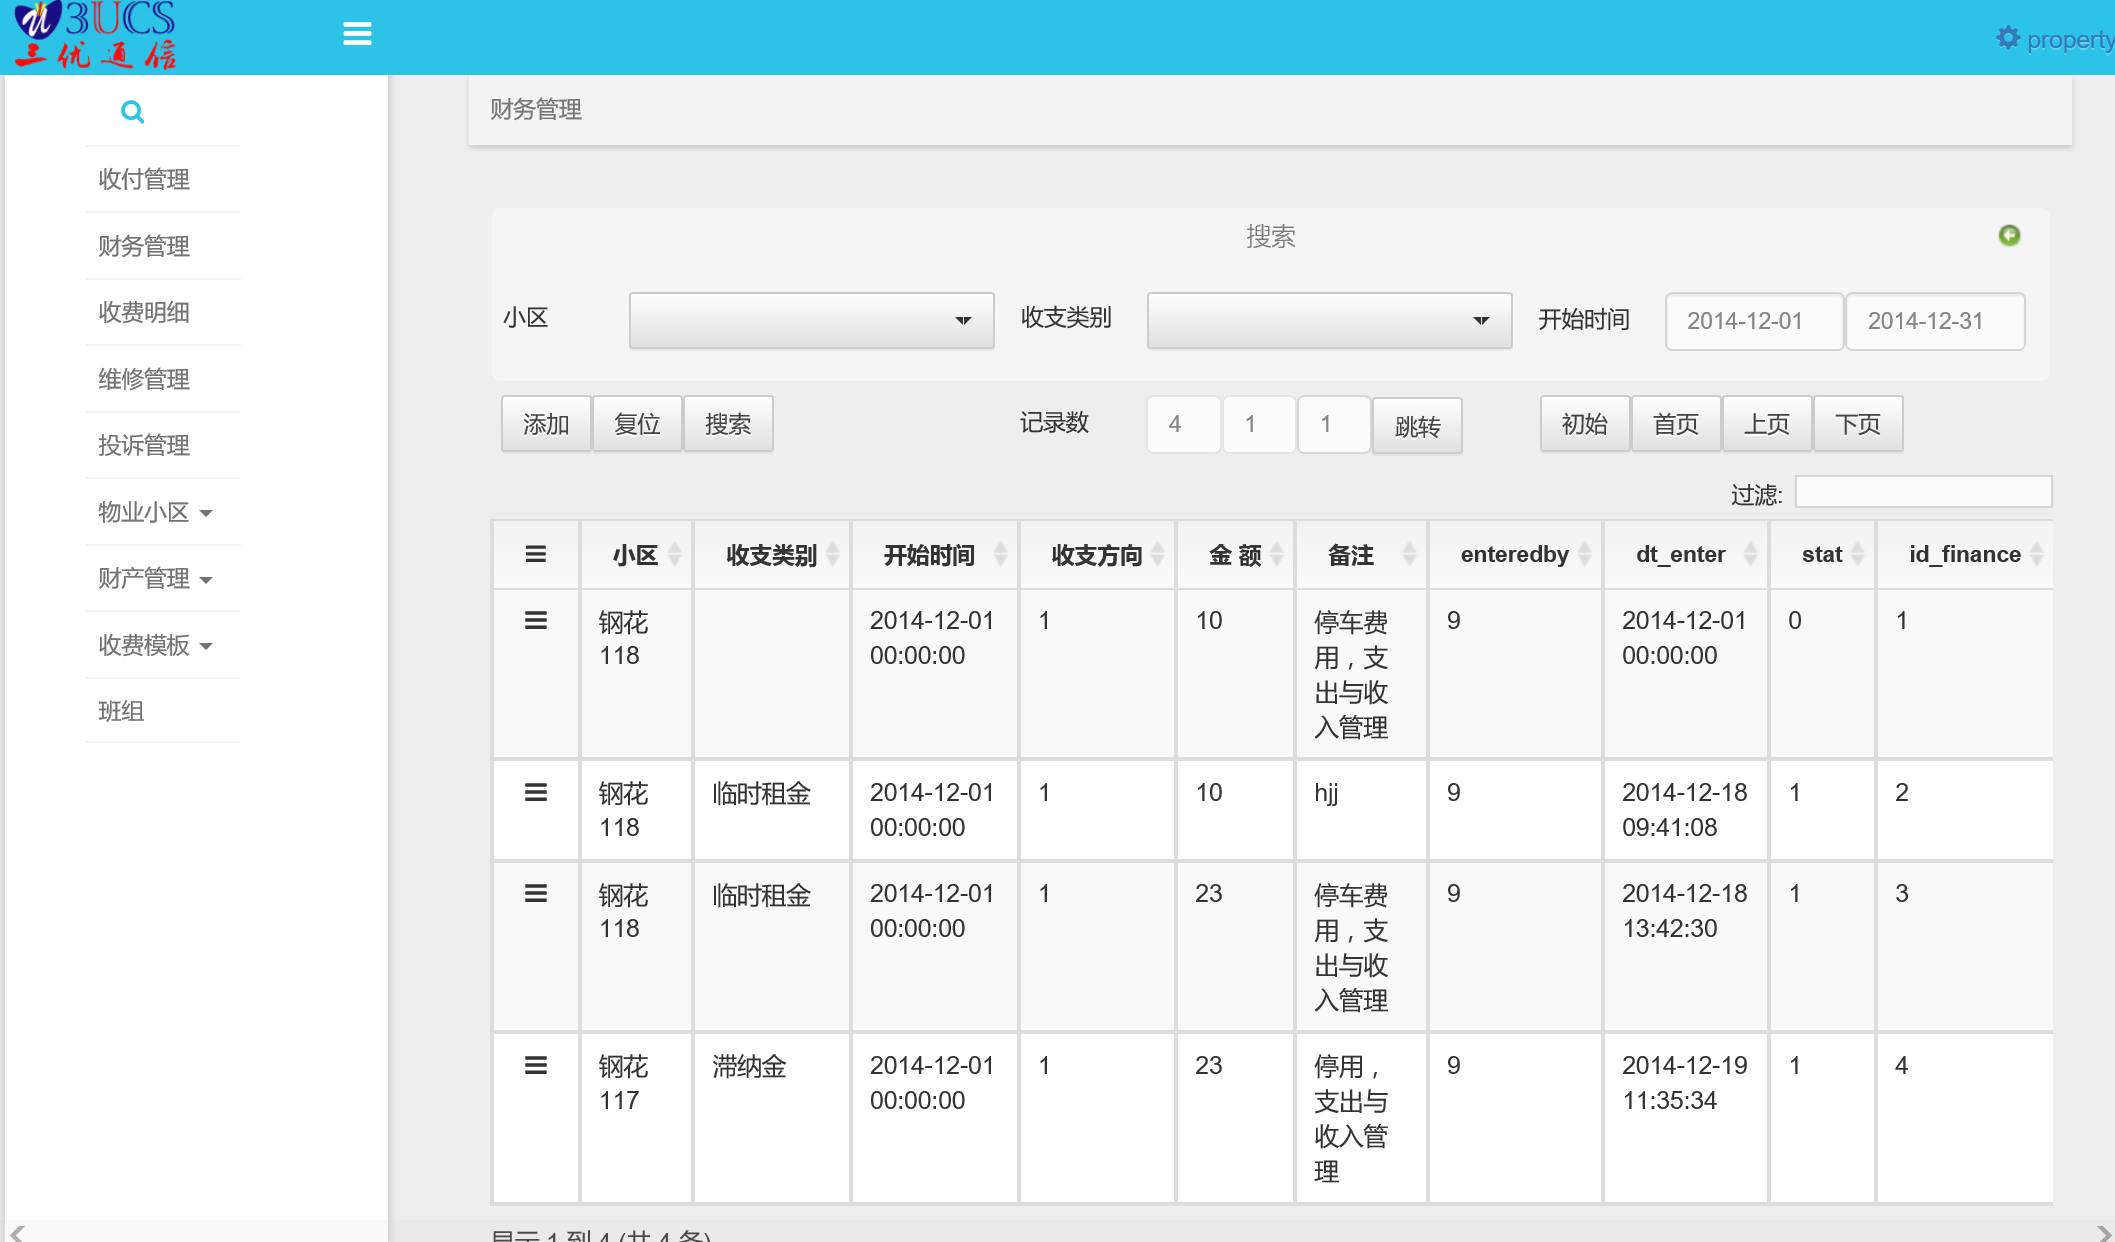 3UCS
三优通信
property
财务管理
收付管理
财务管理
收费明细
维修管理
投诉管理
物业小区
财产管理
收费模板
班组
搜索
小区
收支类别
开始时间 2014-12-01 2014-12-31
添加 复位 搜索 记录数 4 1 1 跳转 初始 首页 上页 下页
过滤:
小区 收支类别 开始时间 收支方向 金 额 备注 enteredby dt_enter stat id_finance
钢花 2014-12-01 1 10 停车费 9 2014-12-01 0 1
118 00:00:00 用，支 00:00:00
出与收
入管理
钢花 临时租金 2014-12-01 1 10 hjj 9 2014-12-18 1 2
118 00:00:00 09:41:08
钢花 临时租金 2014-12-01 1 23 停车费 9 2014-12-18 1 3
118 00:00:00 用，支 13:42:30
出与收
入管理
钢花 滞纳金 2014-12-01 1 23 停用， 9 2014-12-19 1 4
117 00:00:00 支出与 11:35:34
收入管
理
显示 1 到 4 (共 4 条)